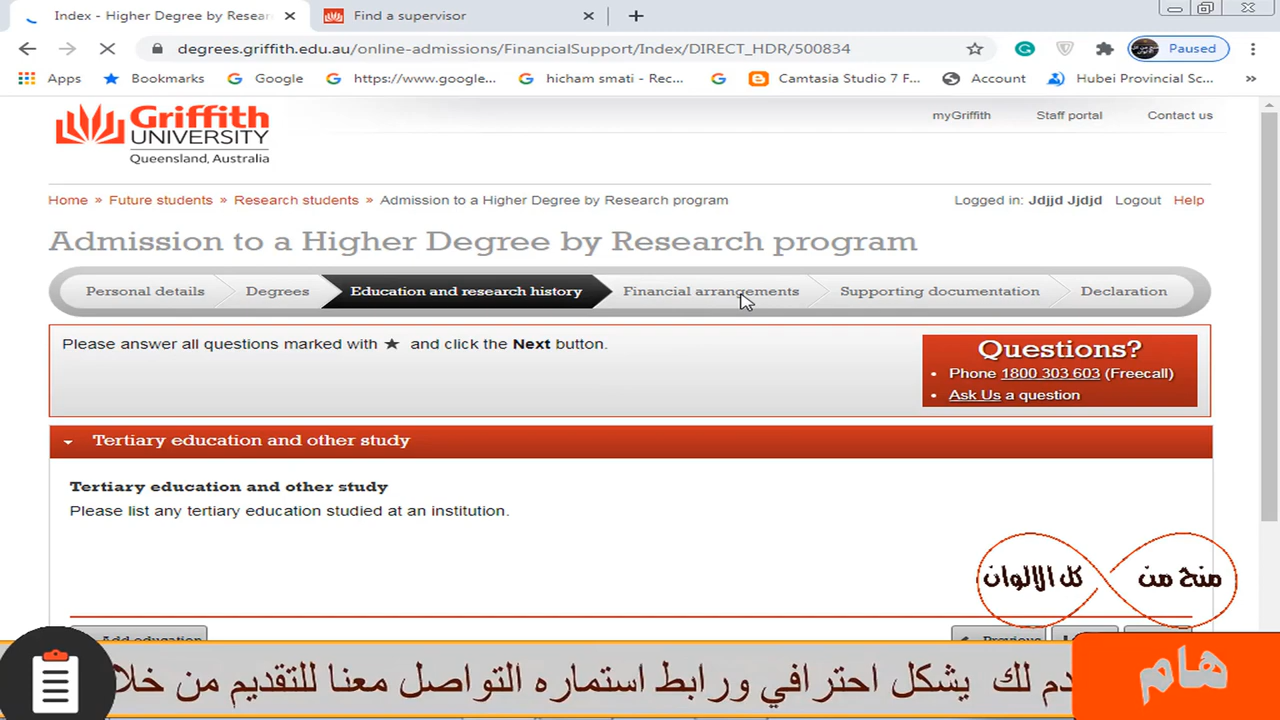 Index - Higher Degree by Resear
Find a supervisor
degrees.griffith.edu.au/online-admissions/FinancialSupport/Index/DIRECT_HDR/500834
Paused
Apps
Bookmarks
Google
https://www.google...
hicham smati - Rec...
Camtasia Studio 7 F...
Account
Hubei Provincial Sc...
»
Griffith
UNIVERSITY
Queensland, Australia
myGriffith
Staff portal
Contact us
Home » Future students » Research students » Admission to a Higher Degree by Research program
Logged in: Jdjjd Jjdjd Logout Help
Admission to a Higher Degree by Research program
Personal details
Degrees
Education and research history
Financial arrangements
Supporting documentation
Declaration
Please answer all questions marked with ★ and click the Next button.
Questions?
• Phone 1800 303 603 (Freecall)
• Ask Us a question
Tertiary education and other study
Tertiary education and other study
Please list any tertiary education studied at an institution.
منح من كل الالوان
Add education
Previous
دم لك يشكل احترافي ورابط استماره التواصل معنا للتقديم من خلا
هام